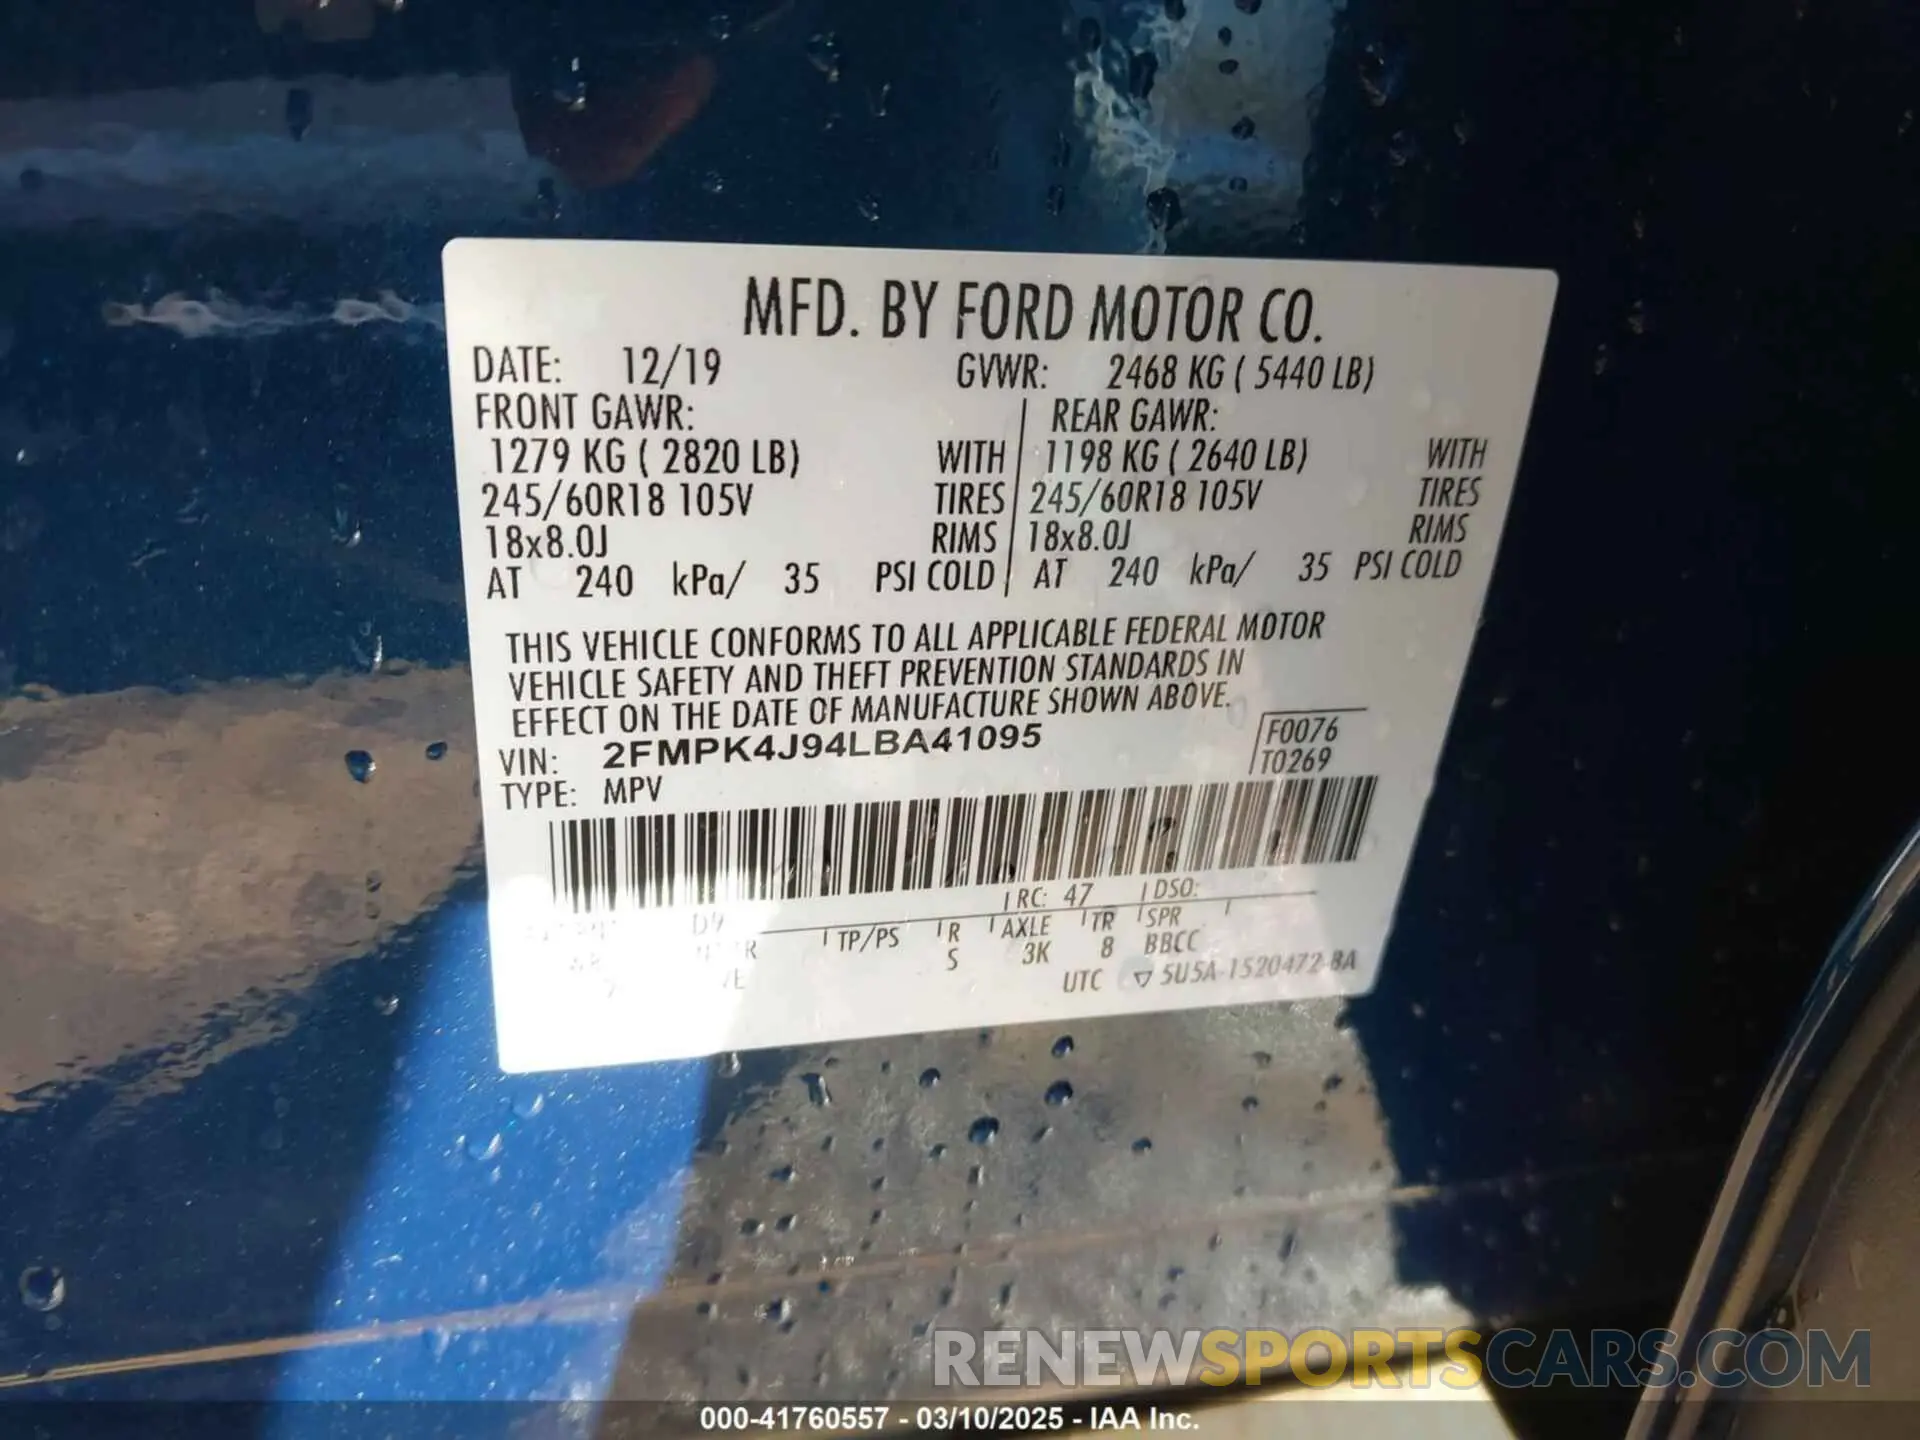 MFD. BY FORD MOTOR CO.
DATE: 12/19 GVWR: 2468 KG ( 5440 LB)
FRONT GAWR: REAR GAWR:
1279 KG ( 2820 LB) WITH 1198 KG ( 2640 LB) WITH
245/60R18 105V TIRES 245/60R18 105V TIRES
18x8.0J RIMS 18x8.0J RIMS
AT 240 kPa/ 35 PSI COLD AT 240 kPa/ 35 PSI COLD
THIS VEHICLE CONFORMS TO ALL APPLICABLE FEDERAL MOTOR
VEHICLE SAFETY AND THEFT PREVENTION STANDARDS IN
EFFECT ON THE DATE OF MANUFACTURE SHOWN ABOVE.
VIN: 2FMPK4J94LBA41095 F0076
TYPE: MPV T0269
RC: 47 DSO:
D9
TP/PS R AXLE TR SPR
S 3K 8 BBCC
UTC 5U5A-1520472-BA
RENEWSPORTSCARS.COM
000-41760557 - 03/10/2025 - IAA Inc.